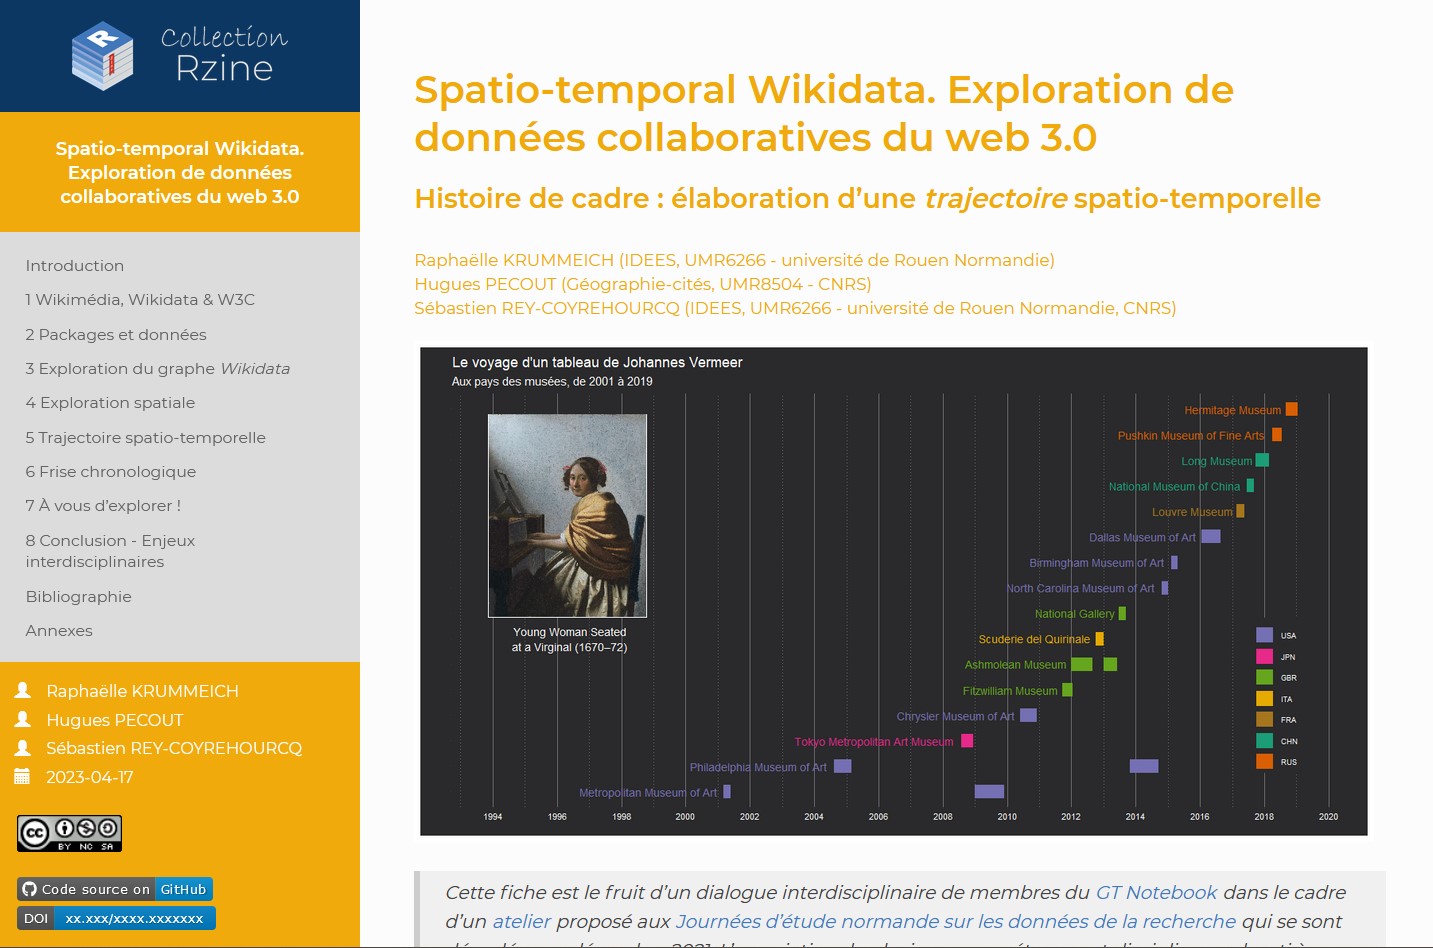 Collection
Rzine
Spatio-temporal Wikidata.
Exploration de données
collaboratives du web 3.0
Introduction
1 Wikimédia, Wikidata & W3C
2 Packages et données
3 Exploration du graphe Wikidata
4 Exploration spatiale
5 Trajectoire spatio-temporelle
6 Frise chronologique
7 À vous d'explorer !
8 Conclusion - Enjeux
interdisciplinaires
Bibliographie
Annexes
Raphaëlle KRUMMEICH
Hugues PECOUT
Sébastien REY-COYREHOURCQ
2023-04-17
cc
BY NC SA
Code source on GitHub
DOI xx.xxx/xxxx.xxxxxxx
Spatio-temporal Wikidata. Exploration de
données collaboratives du web 3.0
Histoire de cadre : élaboration d’une trajectoire spatio-temporelle
Raphaëlle KRUMMEICH (IDEES, UMR6266 - université de Rouen Normandie)
Hugues PECOUT (Géographie-cités, UMR8504 - CNRS)
Sébastien REY-COYREHOURCQ (IDEES, UMR6266 - université de Rouen Normandie, CNRS)
Le voyage d'un tableau de Johannes Vermeer
Aux pays des musées, de 2001 à 2019
Young Woman Seated
at a Virginal (1670–72)
Hermitage Museum
Pushkin Museum of Fine Arts
Long Museum
National Museum of China
Louvre Museum
Dallas Museum of Art
Birmingham Museum of Art
North Carolina Museum of Art
National Gallery
Scuderie del Quirinale
Ashmolean Museum
Fitzwilliam Museum
Chrysler Museum of Art
Tokyo Metropolitan Art Museum
Philadelphia Museum of Art
Metropolitan Museum of Art
USA
JPN
GBR
ITA
FRA
CHN
RUS
1994 1996 1998 2000 2002 2004 2006 2008 2010 2012 2014 2016 2018 2020
Cette fiche est le fruit d’un dialogue interdisciplinaire de membres du GT Notebook dans le cadre
d’un atelier proposé aux Journées d’étude normande sur les données de la recherche qui se sont